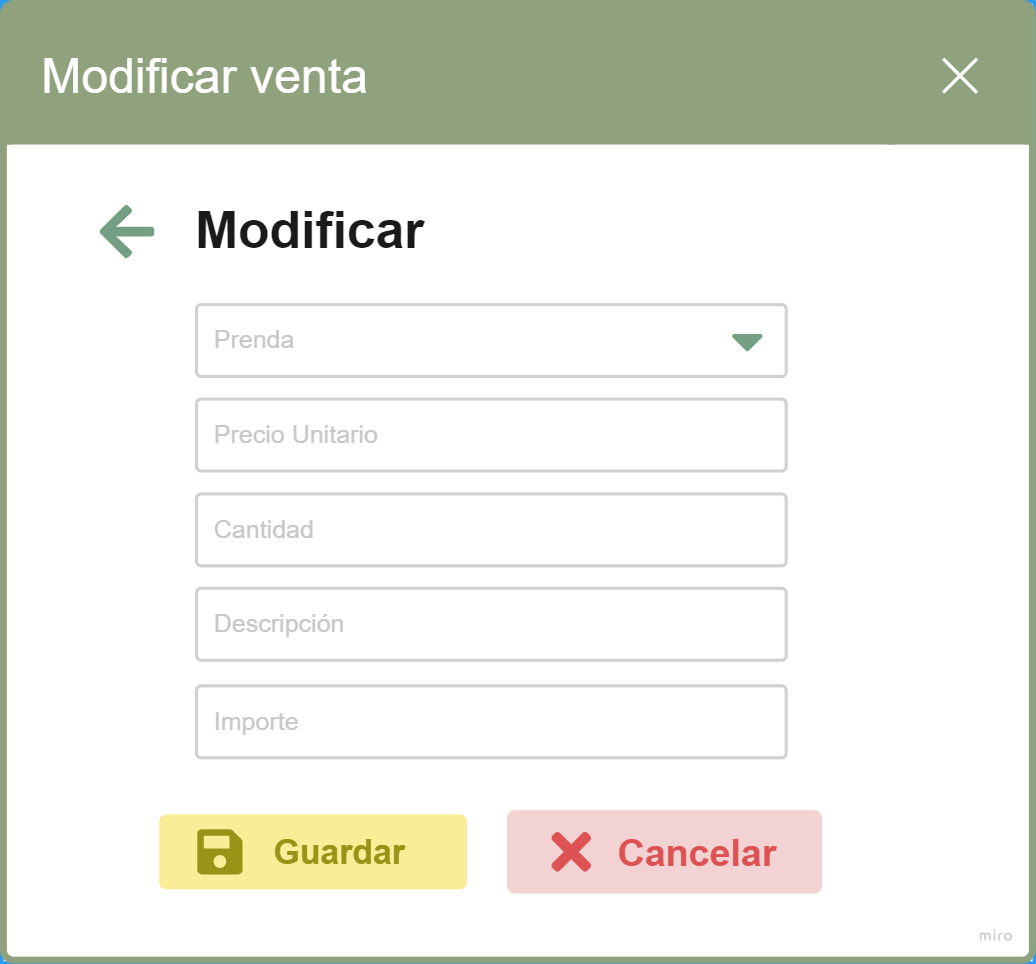 Modificar venta
Modificar
Prenda
Precio Unitario
Cantidad
Descripción
Importe
Guardar
Cancelar
miro